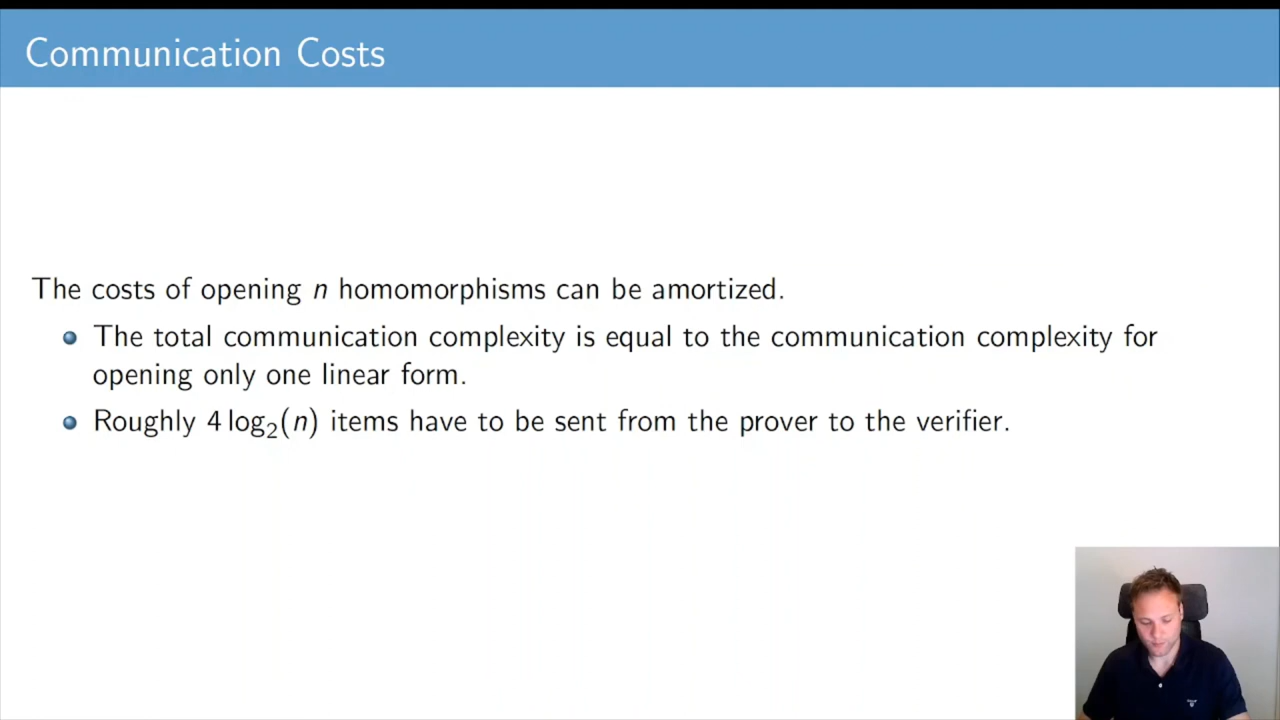 Communication Costs
The costs of opening n homomorphisms can be amortized.
The total communication complexity is equal to the communication complexity for
opening only one linear form.
Roughly 4 log₂(n) items have to be sent from the prover to the verifier.